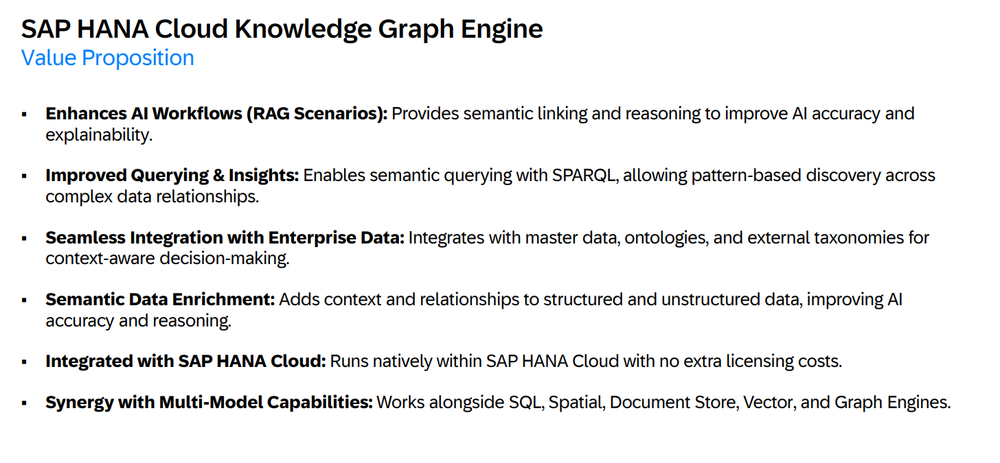 SAP HANA Cloud Knowledge Graph Engine
Value Proposition
▪ Enhances AI Workflows (RAG Scenarios): Provides semantic linking and reasoning to improve AI accuracy and
explainability.
▪ Improved Querying & Insights: Enables semantic querying with SPARQL, allowing pattern-based discovery across
complex data relationships.
▪ Seamless Integration with Enterprise Data: Integrates with master data, ontologies, and external taxonomies for
context-aware decision-making.
▪ Semantic Data Enrichment: Adds context and relationships to structured and unstructured data, improving AI
accuracy and reasoning.
▪ Integrated with SAP HANA Cloud: Runs natively within SAP HANA Cloud with no extra licensing costs.
▪ Synergy with Multi-Model Capabilities: Works alongside SQL, Spatial, Document Store, Vector, and Graph Engines.